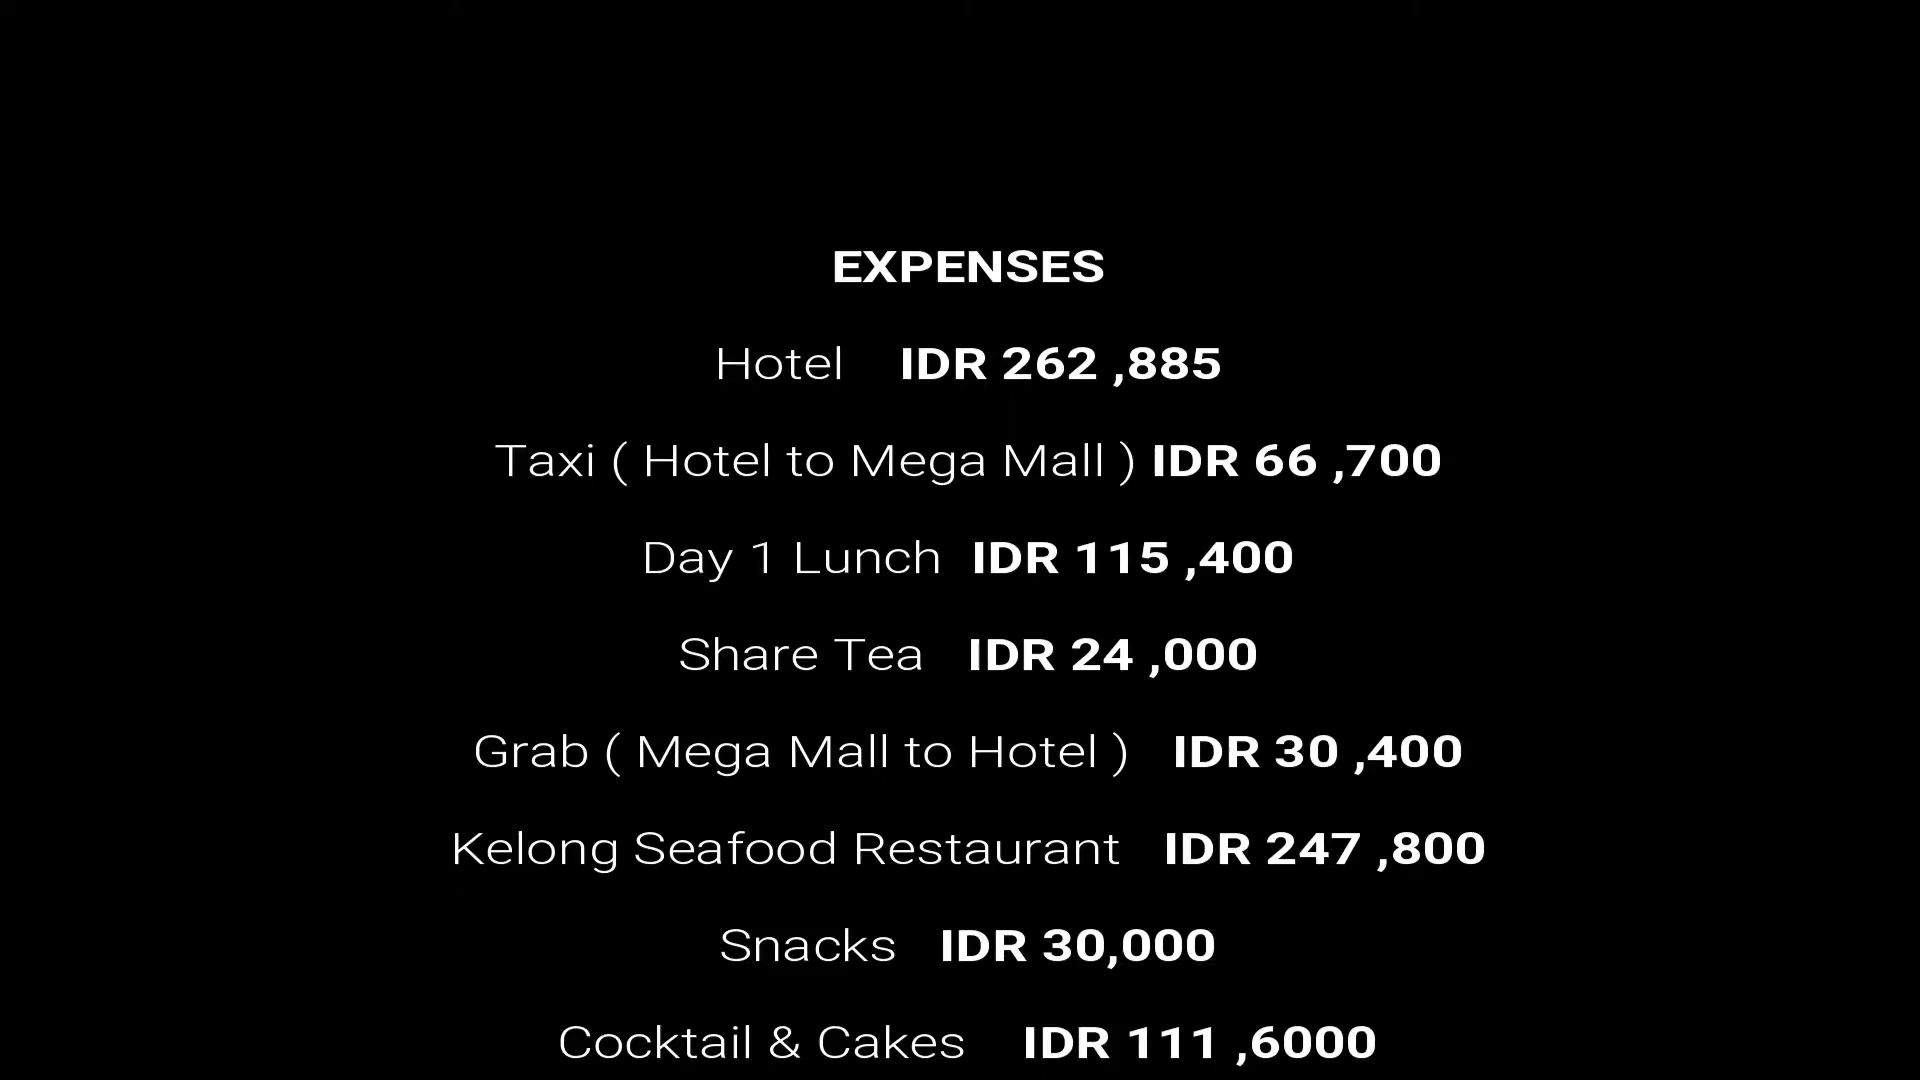 EXPENSES
Hotel IDR 262 ,885
Taxi ( Hotel to Mega Mall ) IDR 66 ,700
Day 1 Lunch IDR 115 ,400
Share Tea IDR 24 ,000
Grab ( Mega Mall to Hotel ) IDR 30 ,400
Kelong Seafood Restaurant IDR 247 ,800
Snacks IDR 30,000
Cocktail & Cakes IDR 111 ,6000